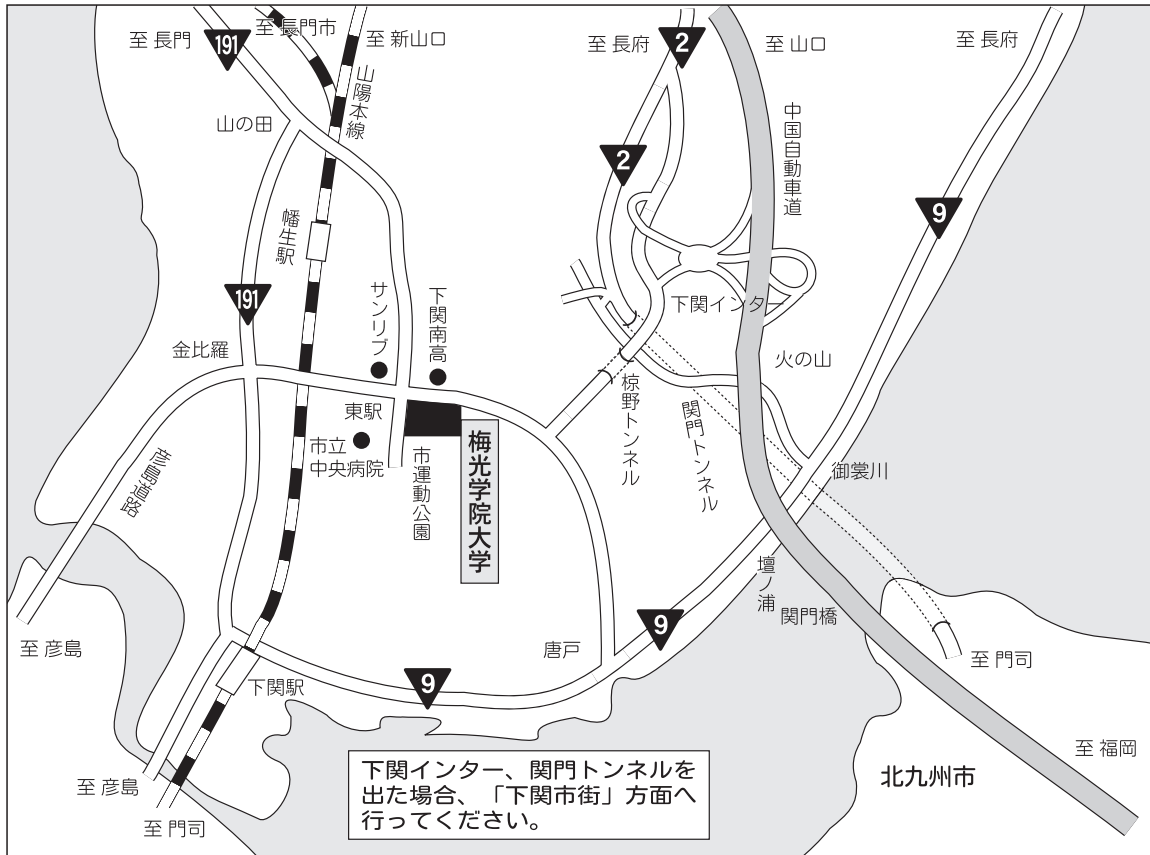 至 長門
191
至 長門市
至 新山口
至 長府
2
至 山口
至 長府
山陽本線
山の田
中国自動車道
2
9
幡生駅
191
サンリブ
下関南高
下関インター
金比羅
火の山
東駅
市立
中央病院
市運動公園
梅光学院大学
椋野トンネル
関門トンネル
御裳川
彦島道路
壇ノ浦
関門橋
至 彦島
唐戸
9
至 門司
下関駅
9
至 福岡
至 彦島
北九州市
至 門司
下関インター、関門トンネルを
出た場合、「下関市街」方面へ
行ってください。